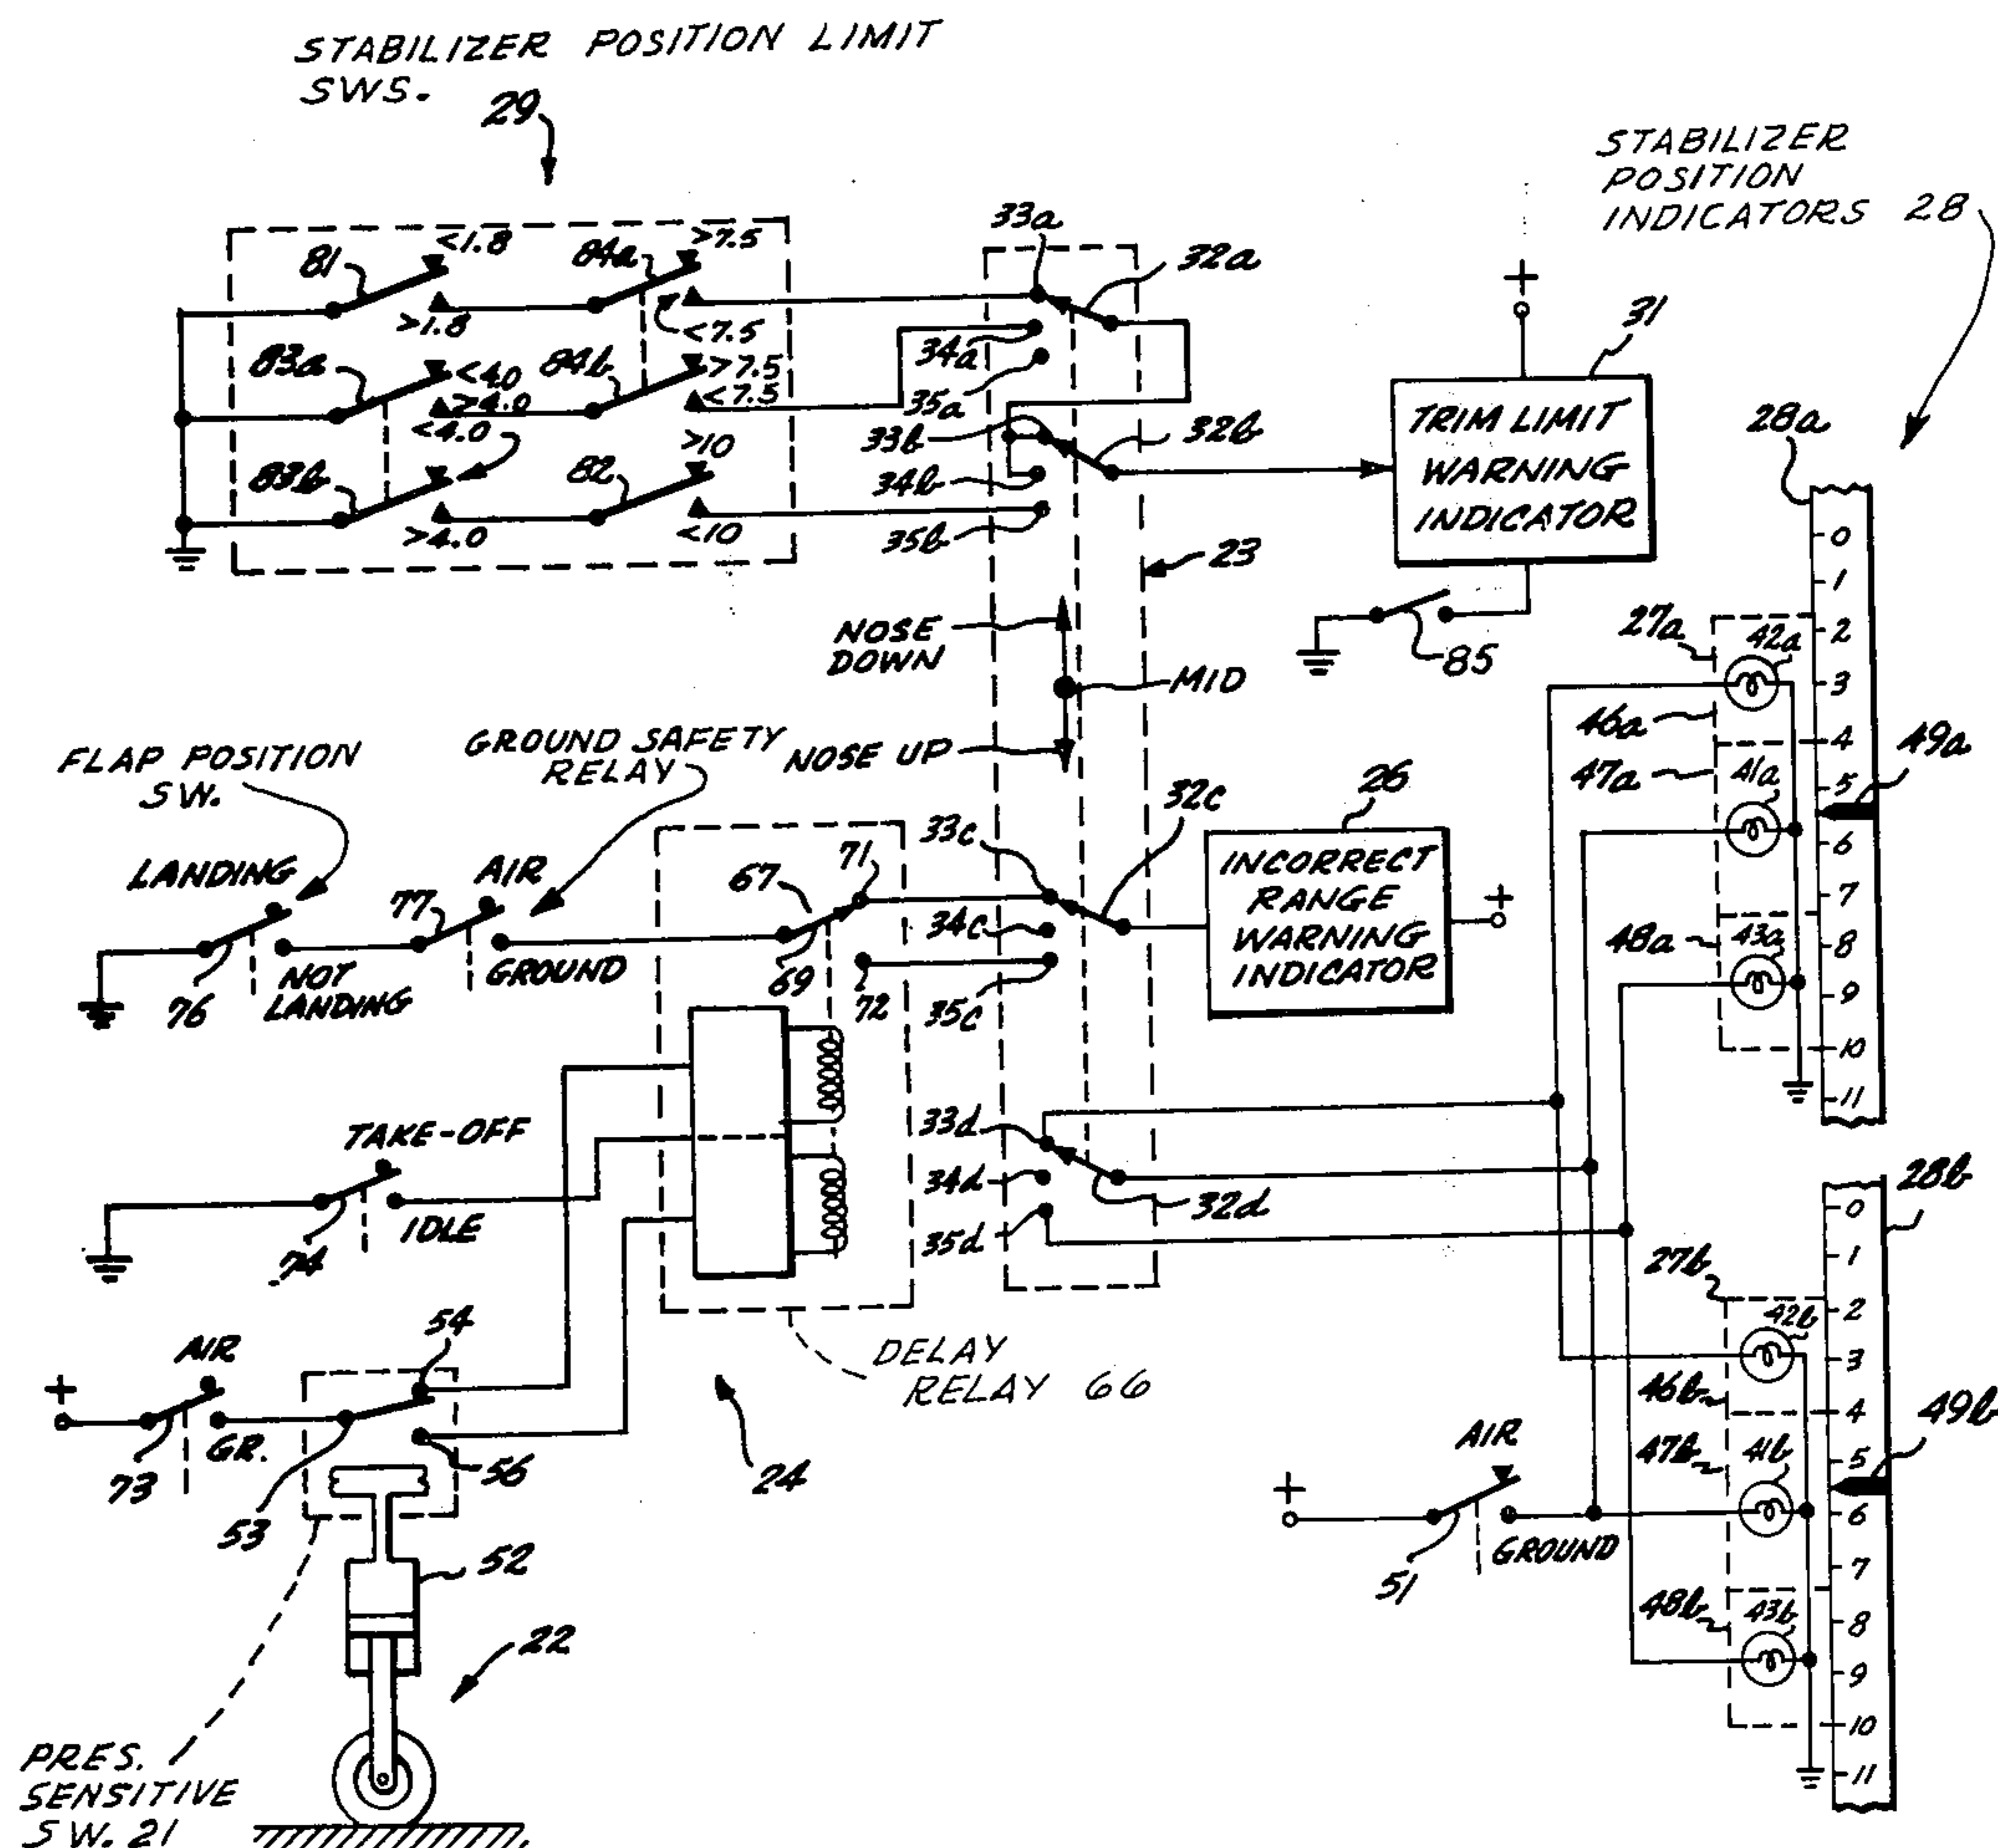 STABILIZER POSITION LIMIT
SWS.
29
STABILIZER
POSITION
INDICATORS 28
81
<1.8
>1.8
84a
>7.5
<7.5
83a
<4.0
>4.0
84b
>7.5
<7.5
83b
<4.0
>4.0
82
>10
<10
33a
32a
34a
35a
33b
32b
34b
35b
23
+
31
TRIM LIMIT
WARNING
INDICATOR
85
NOSE
DOWN
MID
NOSE UP
28a
0
1
2
3
4
5
6
7
8
9
10
11
27a
42a
46a
47a
41a
49a
48a
43a
FLAP POSITION
SW.
GROUND SAFETY
RELAY
LANDING
76
NOT
LANDING
77
AIR
GROUND
67
71
69
72
33c
32c
34c
35c
26
INCORRECT
RANGE
WARNING
INDICATOR
+
TAKE-OFF
74
IDLE
33d
34d
32d
35d
28b
0
1
2
3
4
5
6
7
8
9
10
11
27b
42b
46b
47b
41b
49b
48b
43b
+
AIR
73
GR.
54
53
56
DELAY
RELAY 66
24
+
AIR
51
GROUND
52
22
PRES.
SENSITIVE
SW. 21